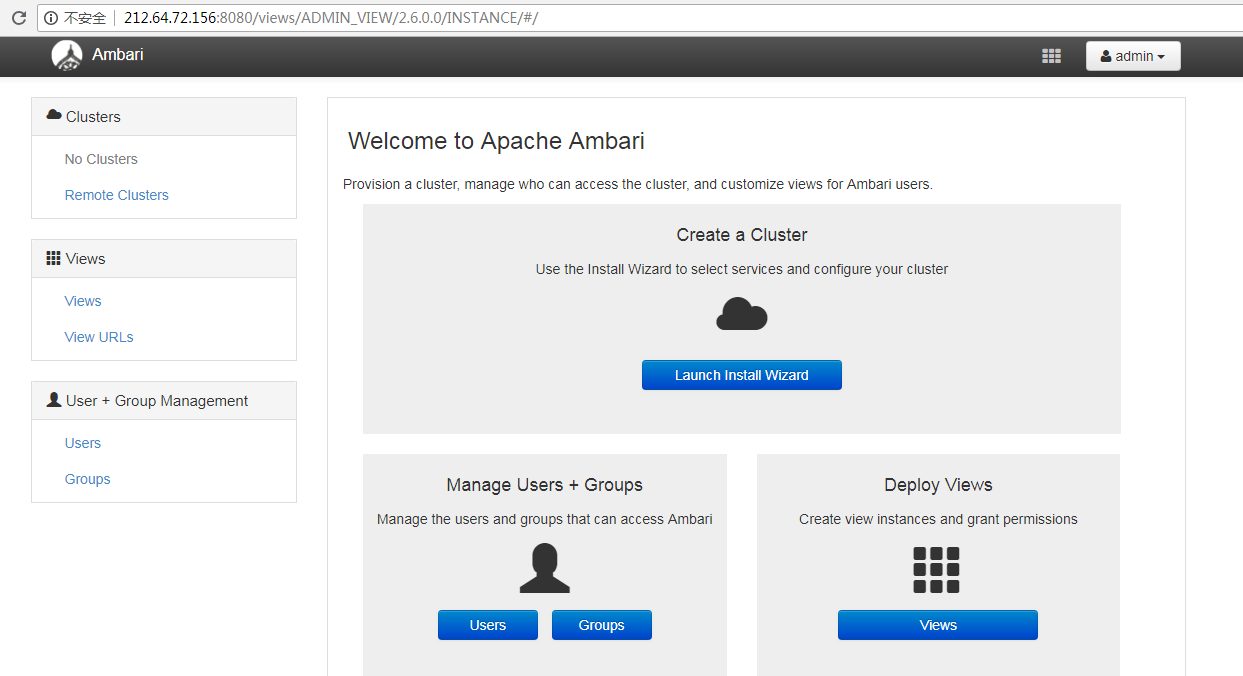 不安全 212.64.72.156:8080/views/ADMIN_VIEW/2.6.0.0/INSTANCE/#/
Ambari
admin
Clusters
No Clusters
Remote Clusters
Views
Views
View URLs
User + Group Management
Users
Groups
Welcome to Apache Ambari
Provision a cluster, manage who can access the cluster, and customize views for Ambari users.
Create a Cluster
Use the Install Wizard to select services and configure your cluster
Launch Install Wizard
Manage Users + Groups
Manage the users and groups that can access Ambari
Users
Groups
Deploy Views
Create view instances and grant permissions
Views